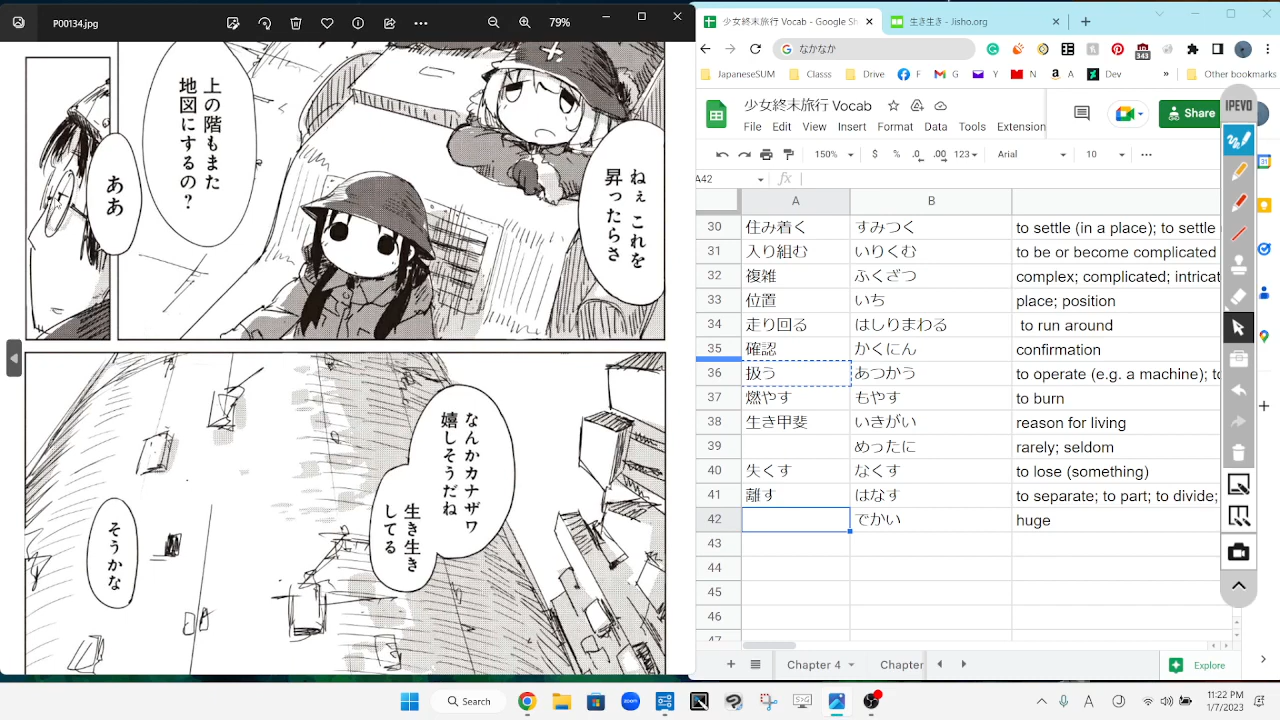 P00134.jpg
79%
少女終末旅行 Vocab - Google Sh
生き生き - Jisho.org
なかなか
JapaneseSUM
Classs
Drive
F
G
Y
N
A
Dev
Other bookmarks
少女終末旅行 Vocab
File Edit View Insert Format Data Tools Extension
Share
150% $ % .0 .00 123 Arial 10
A42
fx
A B
30 住み着く すみつく to settle (in a place); to settle
31 入り組む いりくむ to be or become complicated
32 複雑 ふくざつ complex; complicated; intricat
33 位置 いち place; position
34 走り回る はしりまわる to run around
35 確認 かくにん confirmation
36 扱う あつかう to operate (e.g. a machine); to
37 燃やす もやす to burn
38 生き甲斐 いきがい reason for living
39 めったに rarely; seldom
40 失くす なくす to lose (something)
41 離す はなす to separate; to part; to divide;
42 でかい huge
43
44
45
46
47
Chapter 4
Chapter
Explore
IPEVO
343
31
ねぇ これを
昇ったらさ
上の階もまた
地図にするの?
ああ
なんかカナザワ
嬉しそうだね
生き生き
してる
そうかな
Search
zoom
11:22 PM
1/7/2023